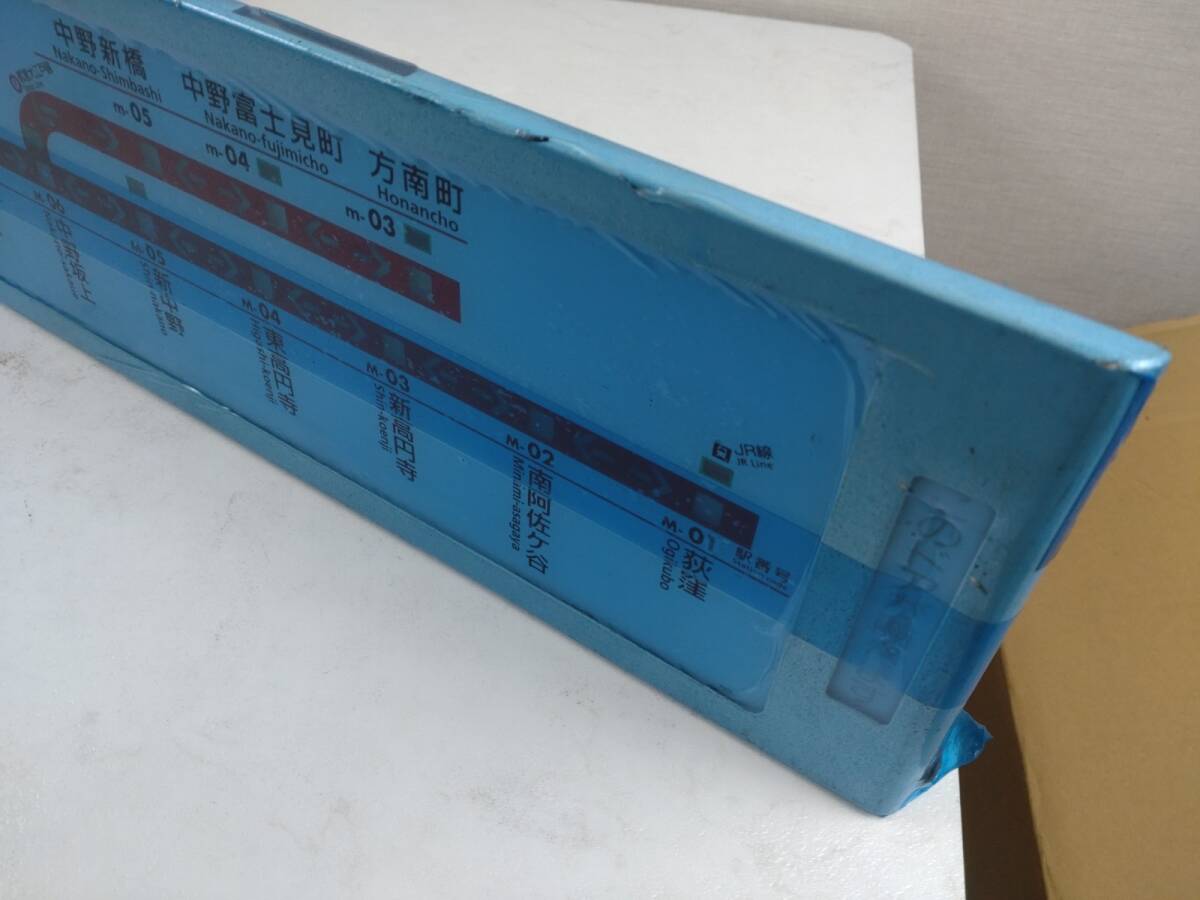 中野新橋
Nakano-Shimbashi
m-05
中野富士見町
Nakano-fujimicho
m-04
方南町
Honancho
m-03
M-06
中野坂上
M-05
新中野
M-04
東高円寺
Higashi-koenji
M-03
新高円寺
Shin-koenji
M-02
南阿佐ケ谷
Minami-asagaya
JR線
JR Line
M-01
荻窪
Ogikubo
駅番号